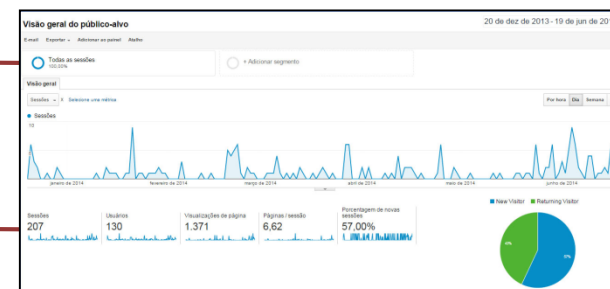 Visão geral do público-alvo
20 de dez de 2013 - 19 de jun de 201
E-mail Exportar Adicionar ao painel Atalho
Todas as sessões
100,00%
+ Adicionar segmento
Visão geral
Sessões Selecione uma métrica
Por hora Dia Semana
Sessões
10
janeiro de 2014 fevereiro de 2014 março de 2014 abril de 2014 maio de 2014 junho de 2014
Sessões Usuários Visualizações de página Páginas / sessão Porcentagem de novas sessões
207 130 1.371 6,62 57,00%
New Visitor Returning Visitor